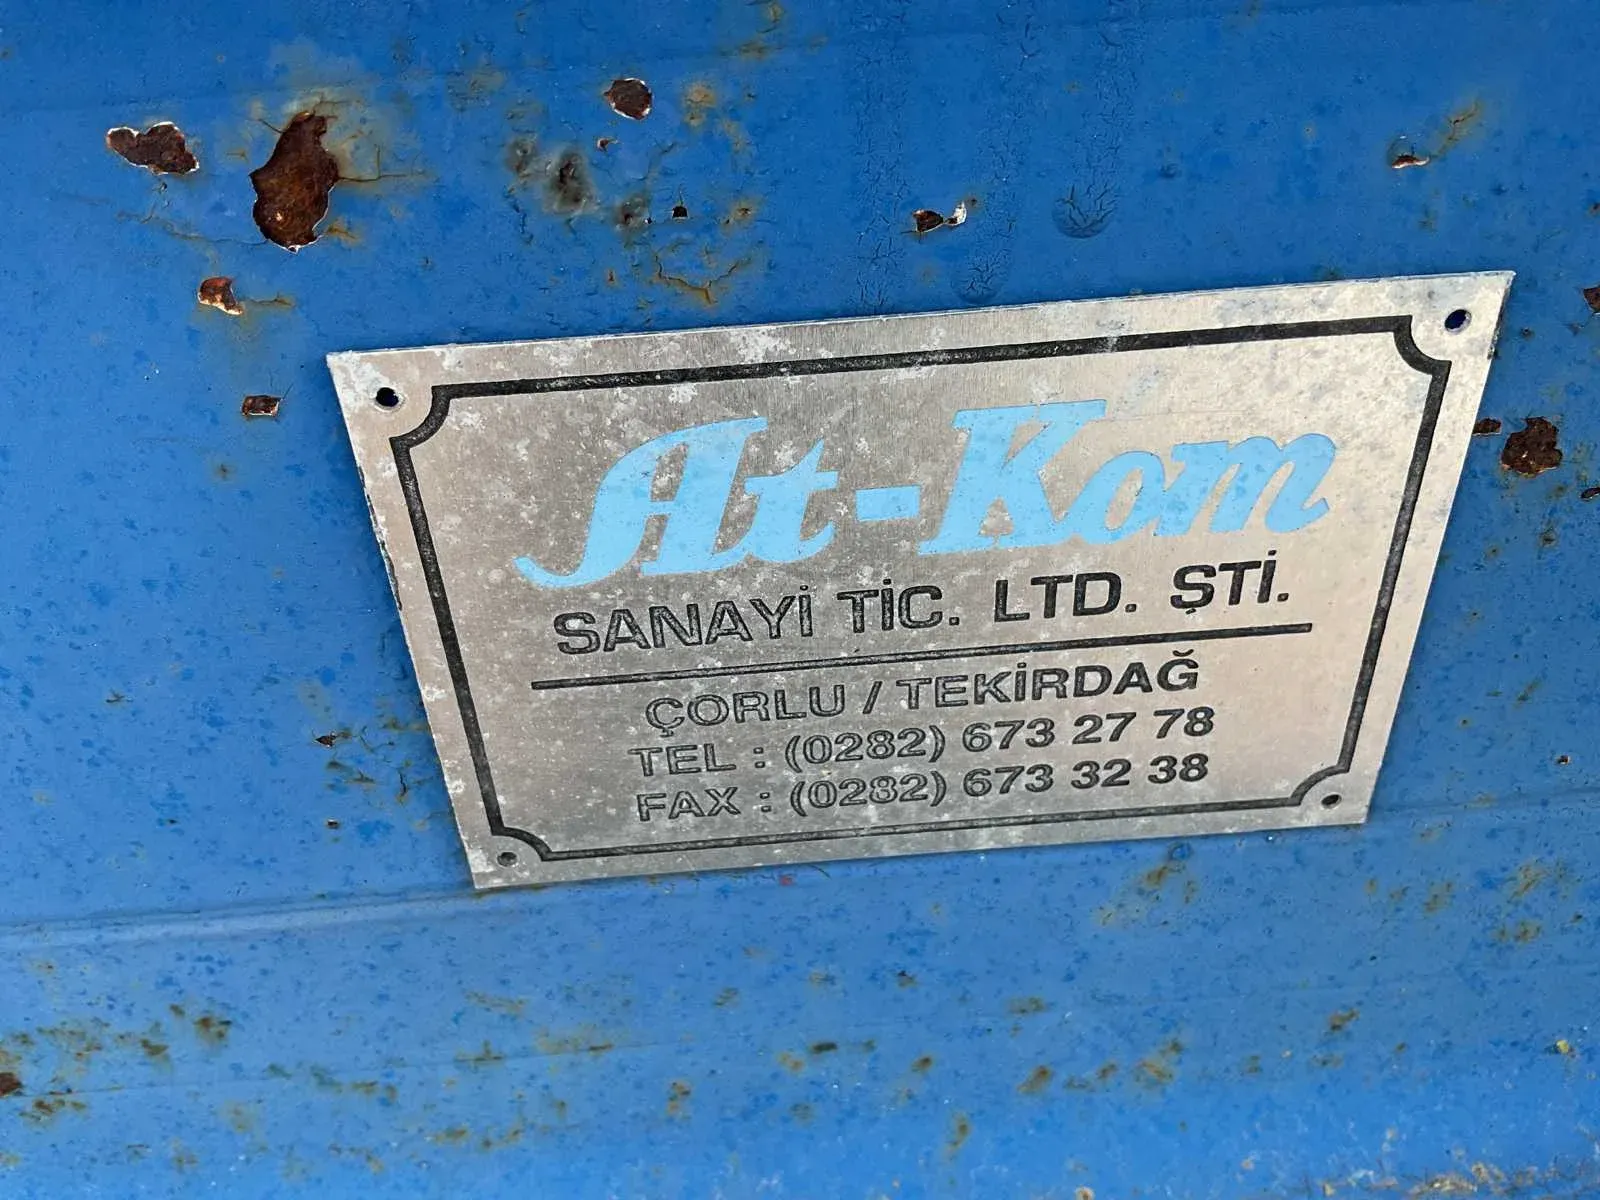 At-Kom
SANAYİ TİC. LTD. ŞTİ.
ÇORLU / TEKİRDAĞ
TEL : (0282) 673 27 78
FAX : (0282) 673 32 38